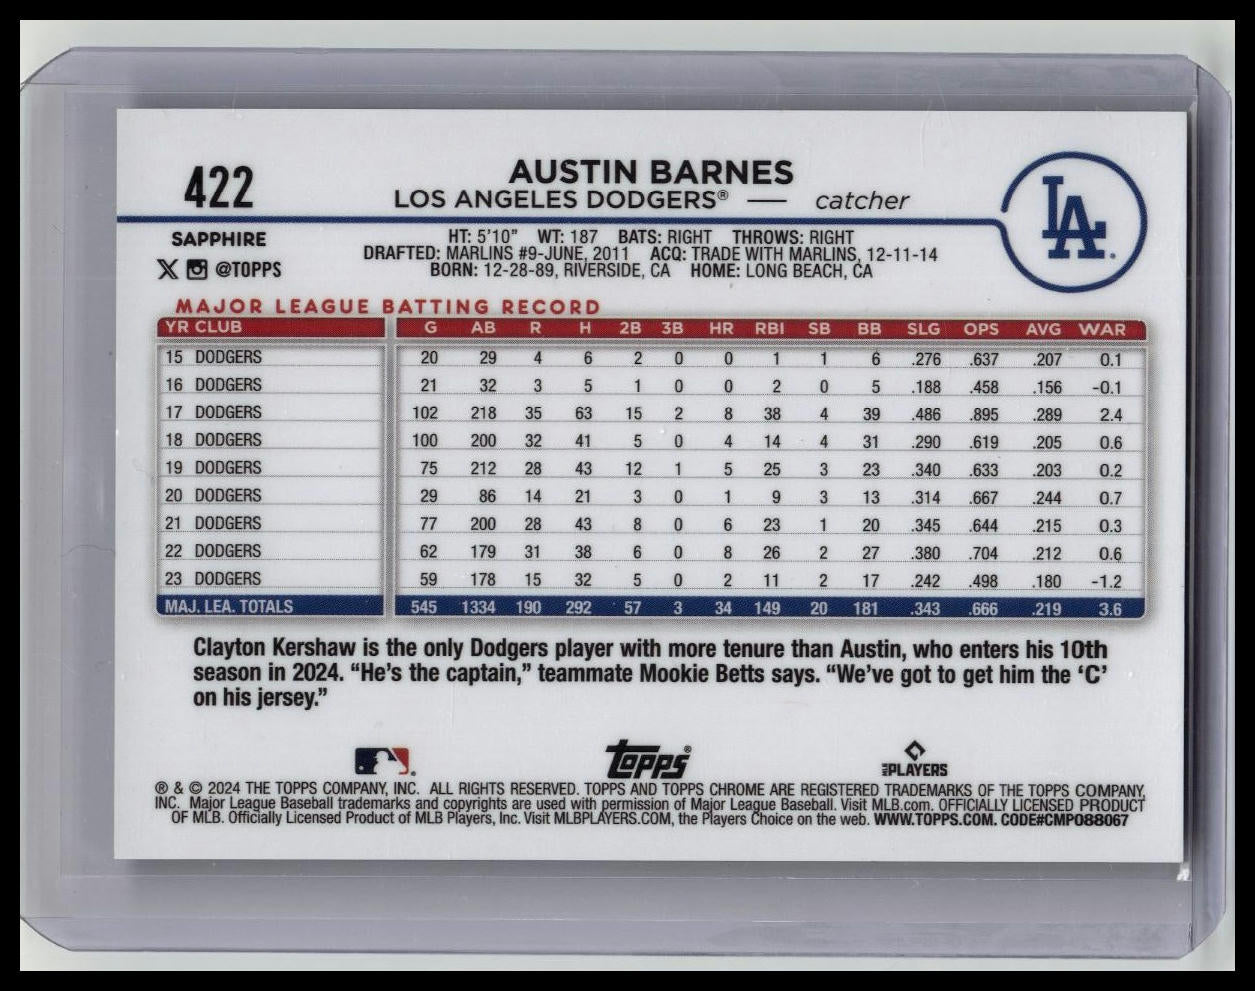 422
AUSTIN BARNES
LOS ANGELES DODGERS® — catcher
LA
SAPPHIRE
X @TOPPS
HT: 5'10" WT: 187 BATS: RIGHT THROWS: RIGHT
DRAFTED: MARLINS #9-JUNE, 2011 ACQ: TRADE WITH MARLINS, 12-11-14
BORN: 12-28-89, RIVERSIDE, CA HOME: LONG BEACH, CA
MAJOR LEAGUE BATTING RECORD
YR CLUB G AB R H 2B 3B HR RBI SB BB SLG OPS AVG WAR
15 DODGERS 20 29 4 6 2 0 0 1 1 6 .276 .637 .207 0.1
16 DODGERS 21 32 3 5 1 0 0 2 0 5 .188 .458 .156 -0.1
17 DODGERS 102 218 35 63 15 2 8 38 4 39 .486 .895 .289 2.4
18 DODGERS 100 200 32 41 5 0 4 14 4 31 .290 .619 .205 0.6
19 DODGERS 75 212 28 43 12 1 5 25 3 23 .340 .633 .203 0.2
20 DODGERS 29 86 14 21 3 0 1 9 3 13 .314 .667 .244 0.7
21 DODGERS 77 200 28 43 8 0 6 23 1 20 .345 .644 .215 0.3
22 DODGERS 62 179 31 38 6 0 8 26 2 27 .380 .704 .212 0.6
23 DODGERS 59 178 15 32 5 0 2 11 2 17 .242 .498 .180 -1.2
MAJ. LEA. TOTALS 545 1334 190 292 57 3 34 149 20 181 .343 .666 .219 3.6
Clayton Kershaw is the only Dodgers player with more tenure than Austin, who enters his 10th
season in 2024. “He's the captain,” teammate Mookie Betts says. “We've got to get him the ‘C’
on his jersey.”
topps®
MLB PLAYERS
® & © 2024 THE TOPPS COMPANY, INC. ALL RIGHTS RESERVED. TOPPS AND TOPPS CHROME ARE REGISTERED TRADEMARKS OF THE TOPPS COMPANY,
INC. Major League Baseball trademarks and copyrights are used with permission of Major League Baseball. Visit MLB.com. OFFICIALLY LICENSED PRODUCT
OF MLB. Officially Licensed Product of MLB Players, Inc. Visit MLBPLAYERS.COM, the Players Choice on the web. WWW.TOPPS.COM. CODE#CMP088067